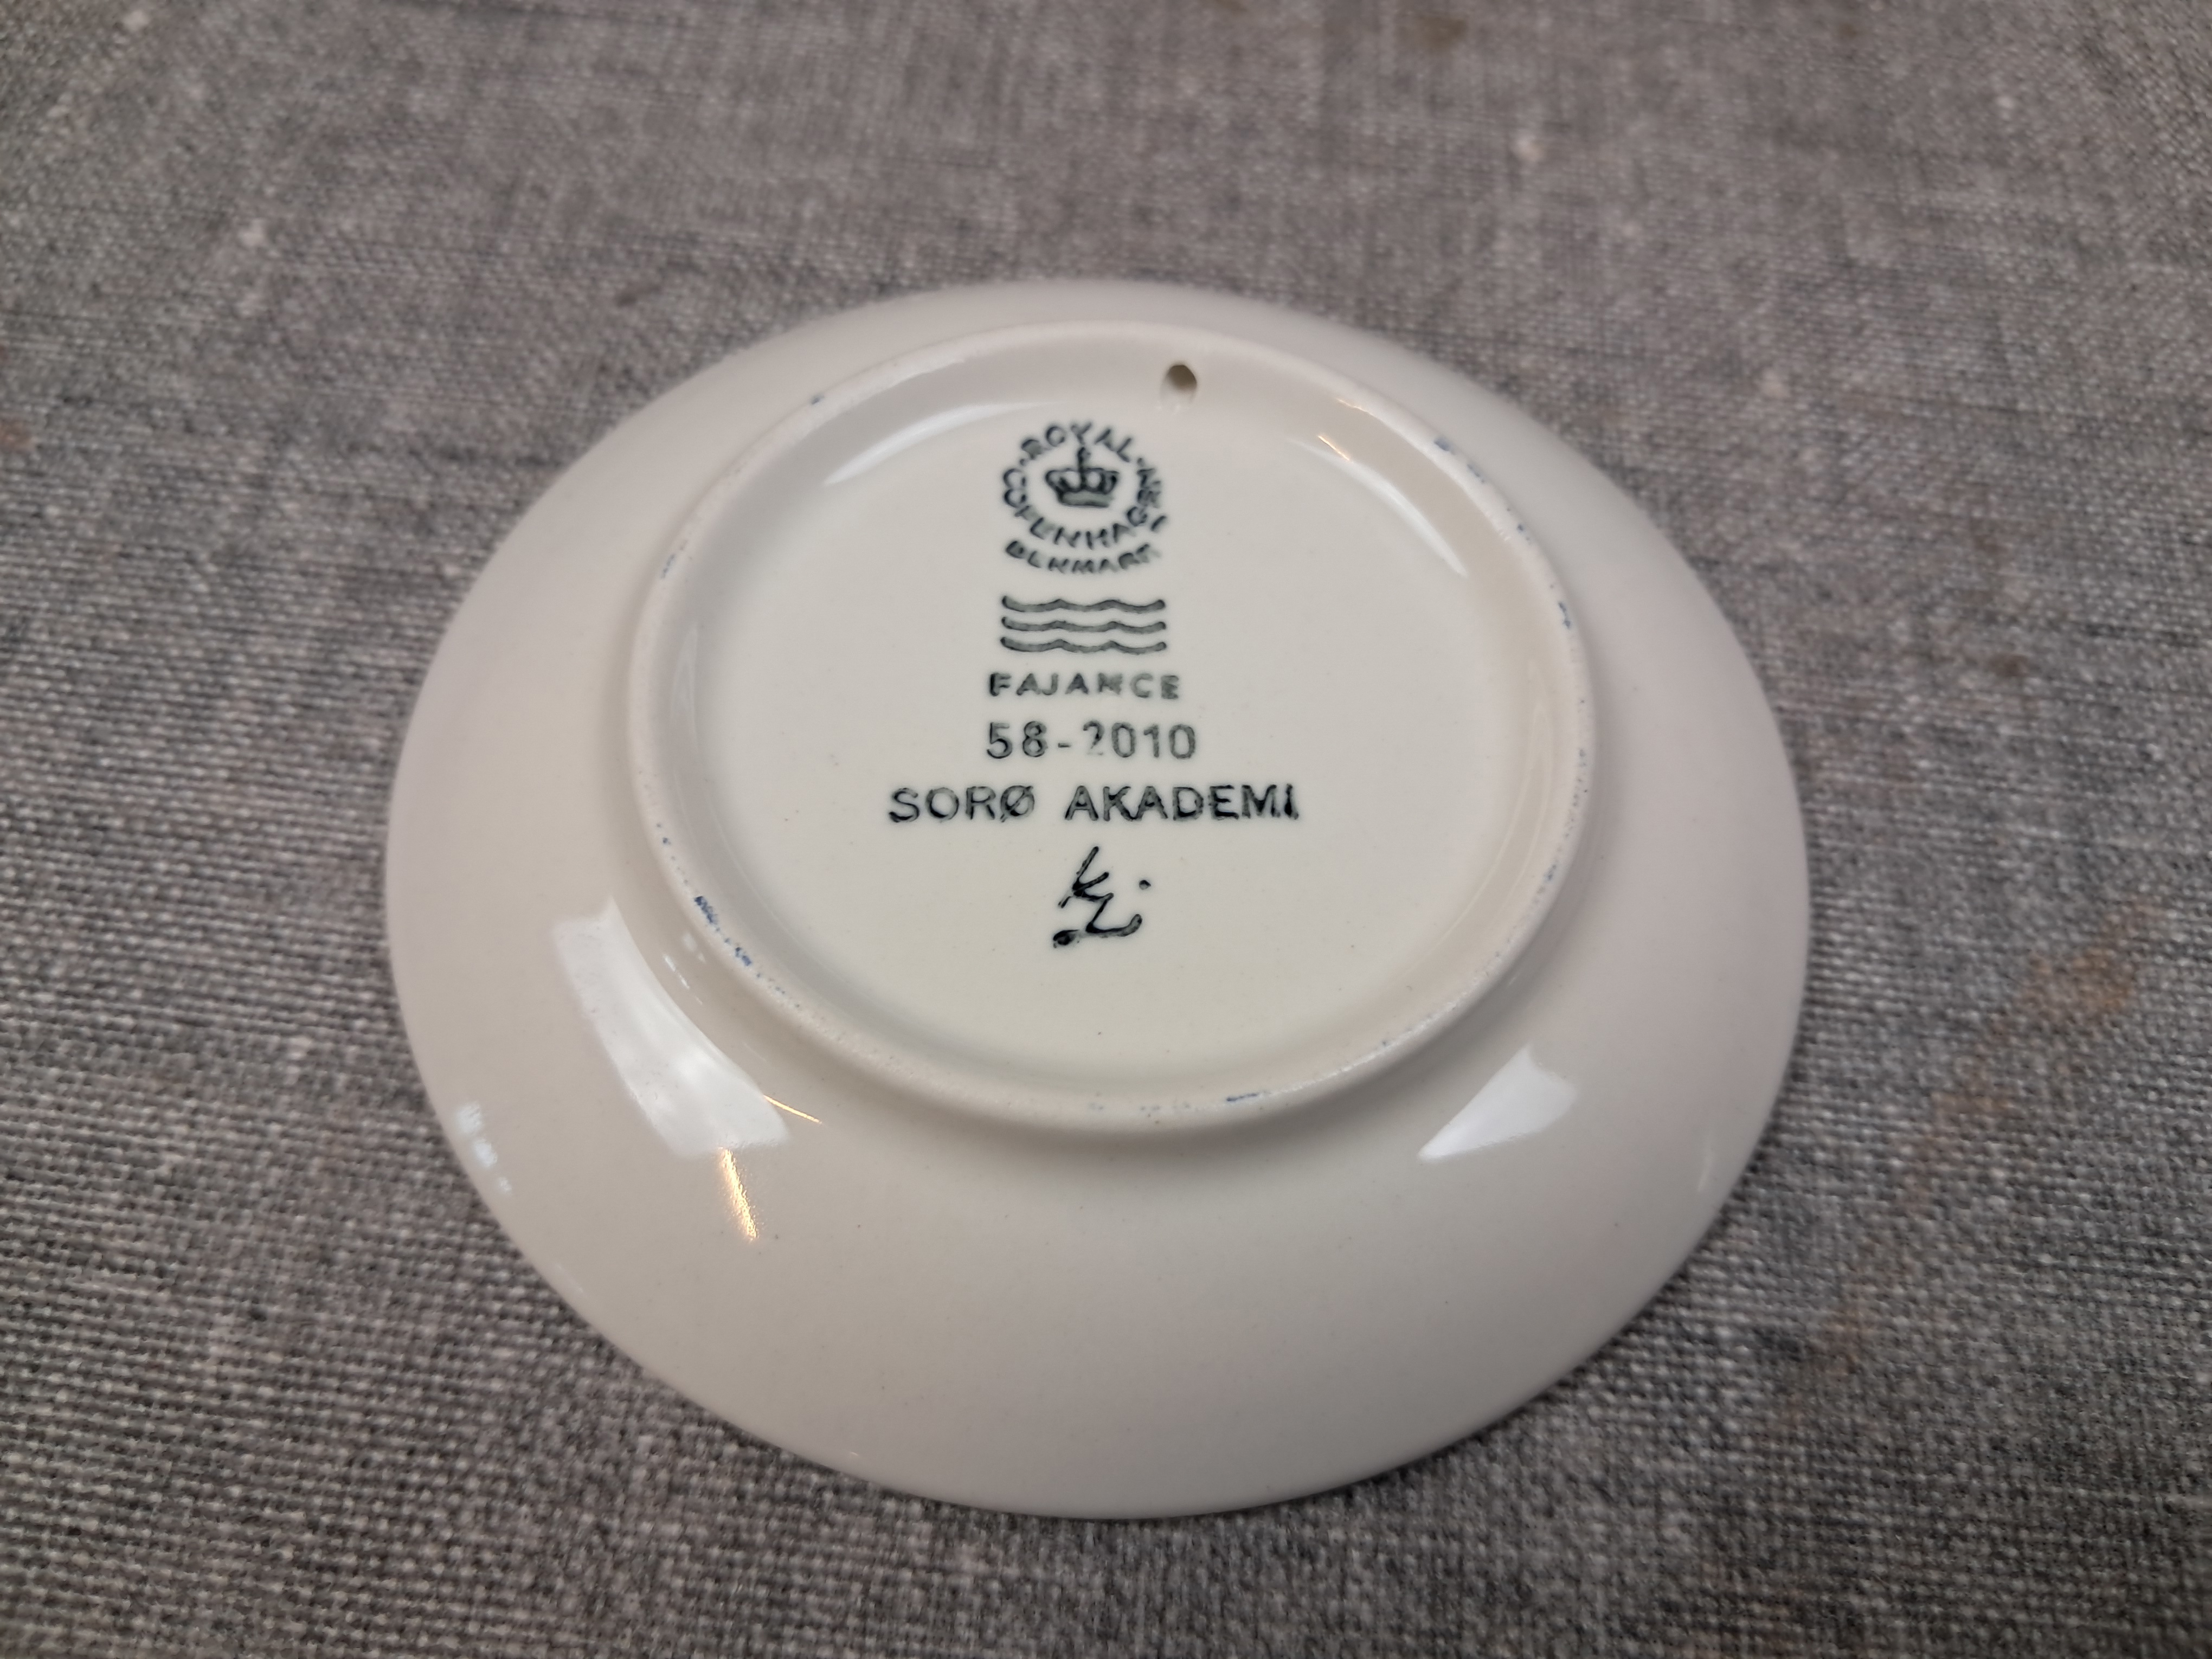 ROYAL
COPENHAGEN
DENMARK
FAJANCE
58-2010
SORØ AKADEMI